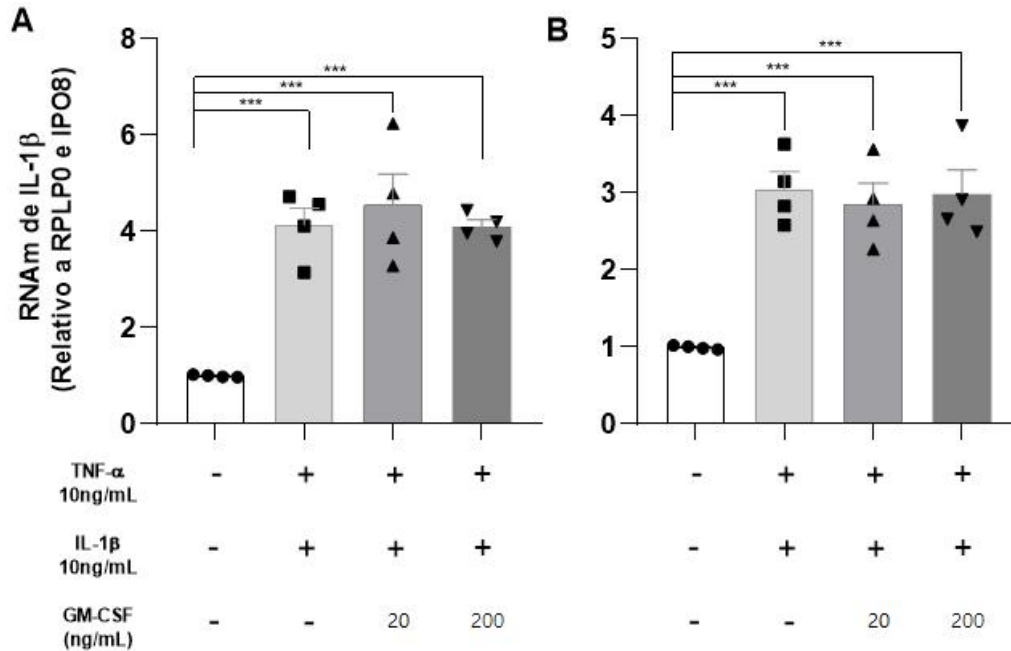 A
B
RNAm de IL-1β
(Relativo a RPLP0 e IPO8)
8
6
4
2
0
***
***
***
5
4
3
2
1
0
***
***
***
TNF-α
10ng/mL
- + + + - + + +
IL-1β
10ng/mL
- + + + - + + +
GM-CSF
(ng/mL)
- - 20 200 - - 20 200